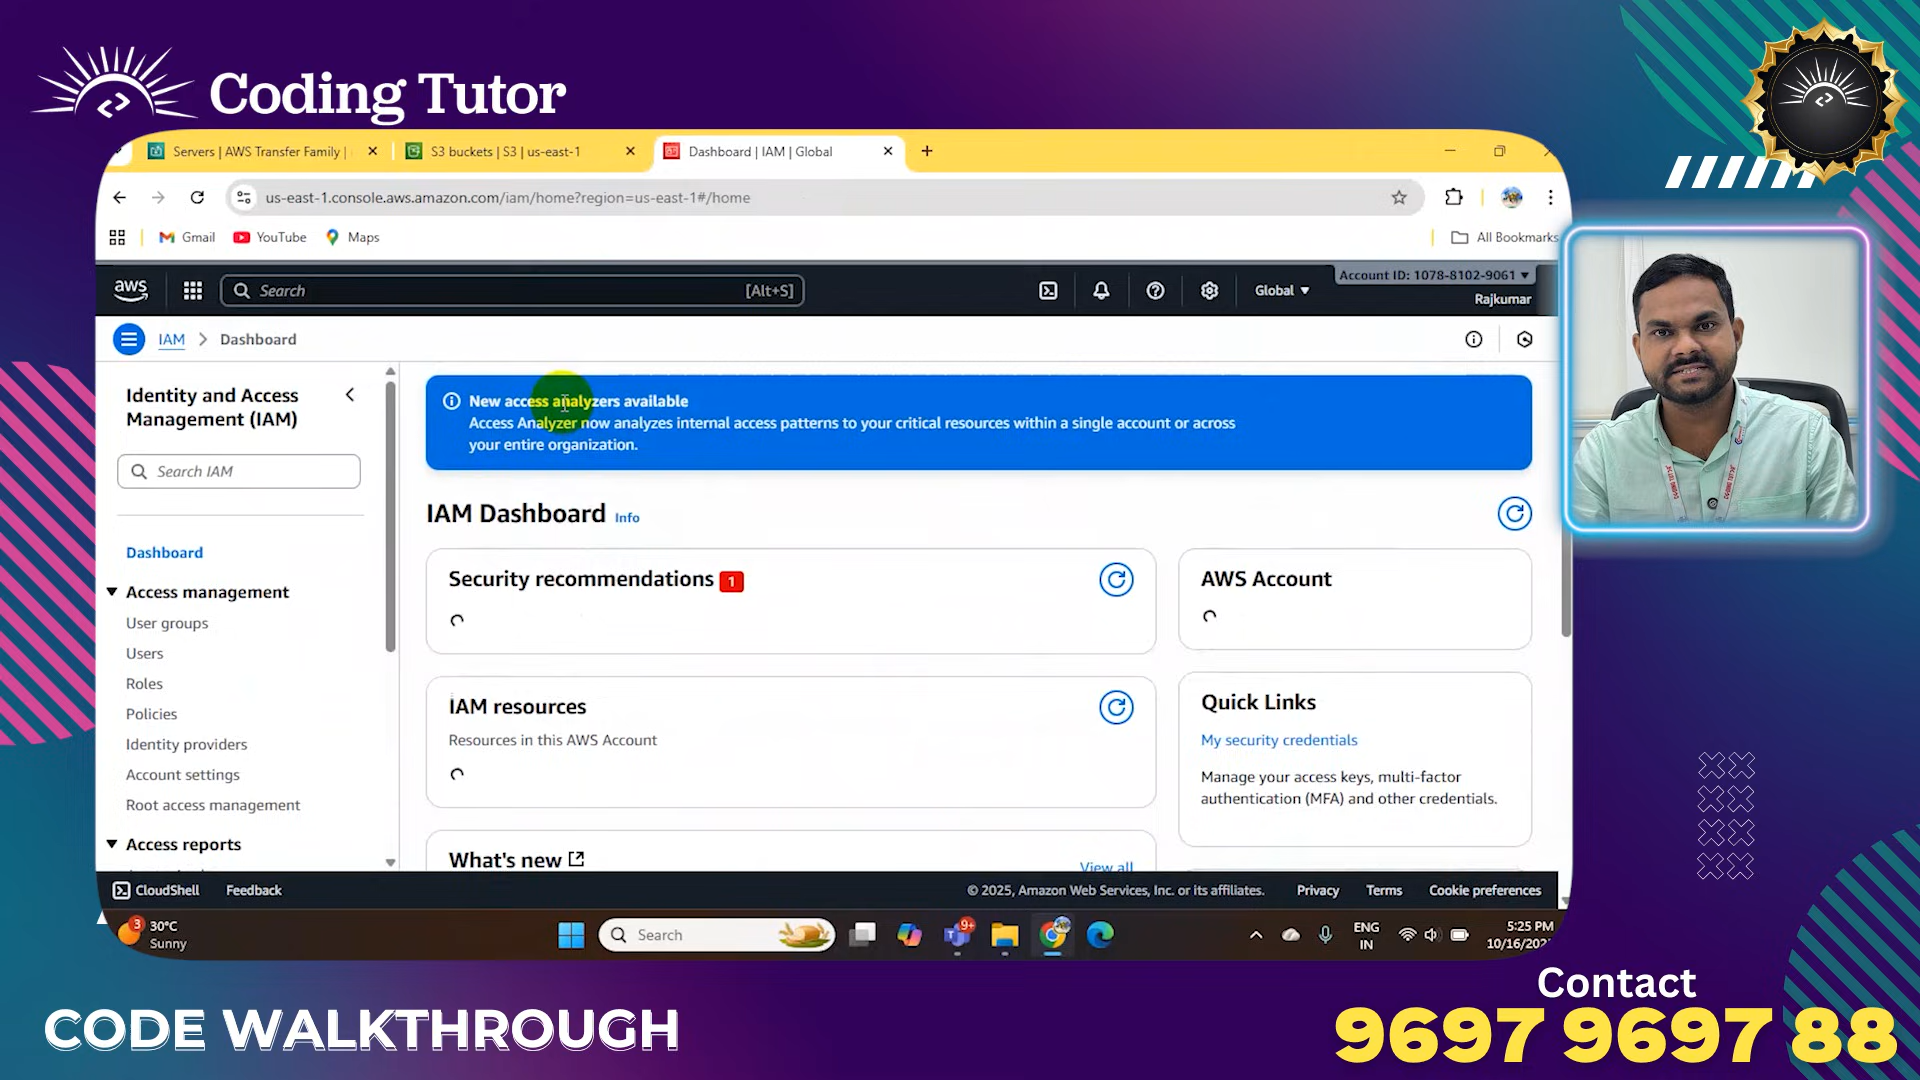 Coding Tutor
Servers | AWS Transfer Family |
S3 buckets | S3 | us-east-1
Dashboard | IAM | Global
us-east-1.console.aws.amazon.com/iam/home?region=us-east-1#/home
Gmail
YouTube
Maps
All Bookmarks
aws
Search
[Alt+S]
Global
Account ID: 1078-8102-9061
Rajkumar
IAM
Dashboard
Identity and Access
Management (IAM)
Search IAM
Dashboard
Access management
User groups
Users
Roles
Policies
Identity providers
Account settings
Root access management
Access reports
New access analyzers available
Access Analyzer now analyzes internal access patterns to your critical resources within a single account or across
your entire organization.
IAM Dashboard
Info
Security recommendations
1
AWS Account
IAM resources
Resources in this AWS Account
Quick Links
My security credentials
Manage your access keys, multi-factor
authentication (MFA) and other credentials.
What's new
View all
CloudShell
Feedback
© 2025, Amazon Web Services, Inc. or its affiliates.
Privacy
Terms
Cookie preferences
3
30°C
Sunny
Search
9+
ENG
IN
5:25 PM
10/16/202
CODE WALKTHROUGH
Contact
9697 9697 88